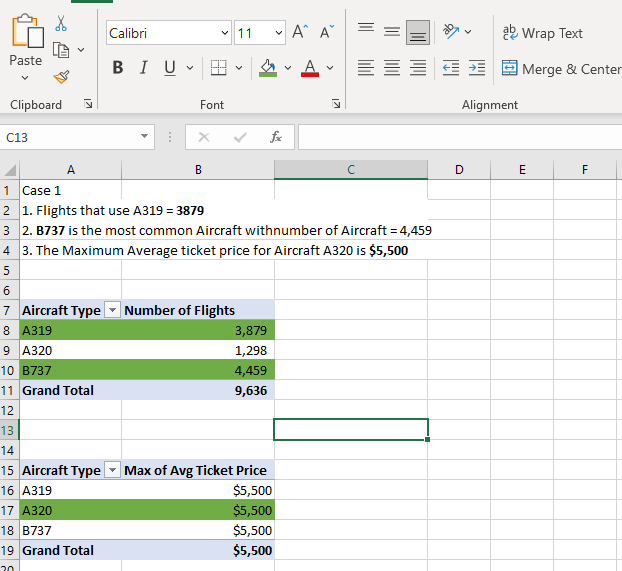 Paste
Calibri
11
A^ A˅
B I U
A
ab
c
Wrap Text
Merge & Center
Clipboard
Font
Alignment
C13
fx
A B C D E F
1 Case 1
2 1. Flights that use A319 = 3879
3 2. B737 is the most common Aircraft withnumber of Aircraft = 4,459
4 3. The Maximum Average ticket price for Aircraft A320 is $5,500
5
6
7 Aircraft Type Number of Flights
8 A319 3,879
9 A320 1,298
10 B737 4,459
11 Grand Total 9,636
12
13
14
15 Aircraft Type Max of Avg Ticket Price
16 A319 $5,500
17 A320 $5,500
18 B737 $5,500
19 Grand Total $5,500
20